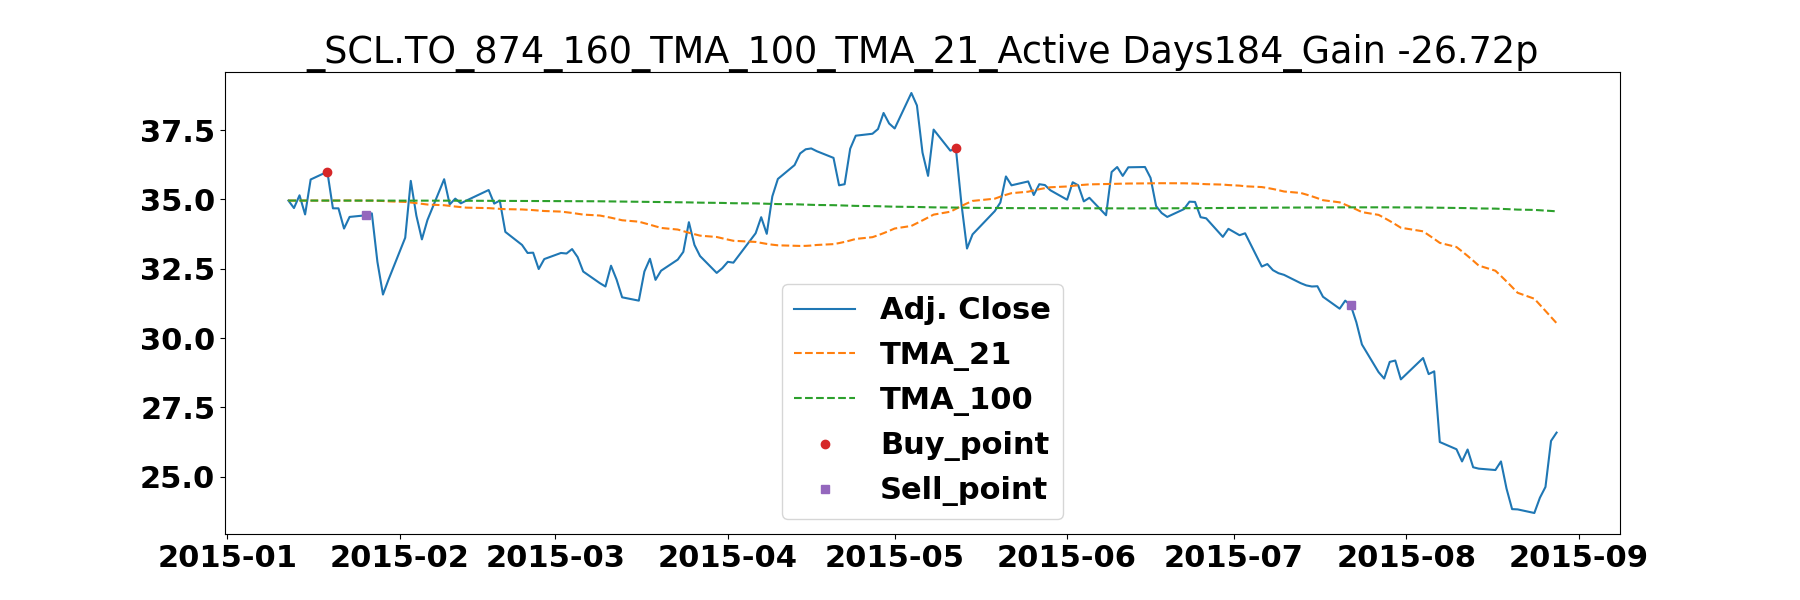 _SCL.TO_874_160_TMA_100_TMA_21_Active Days184_Gain -26.72p
37.5
35.0
32.5
30.0
27.5
25.0
Adj. Close
TMA_21
TMA_100
Buy_point
Sell_point
2015-01 2015-02 2015-03 2015-04 2015-05 2015-06 2015-07 2015-08 2015-09